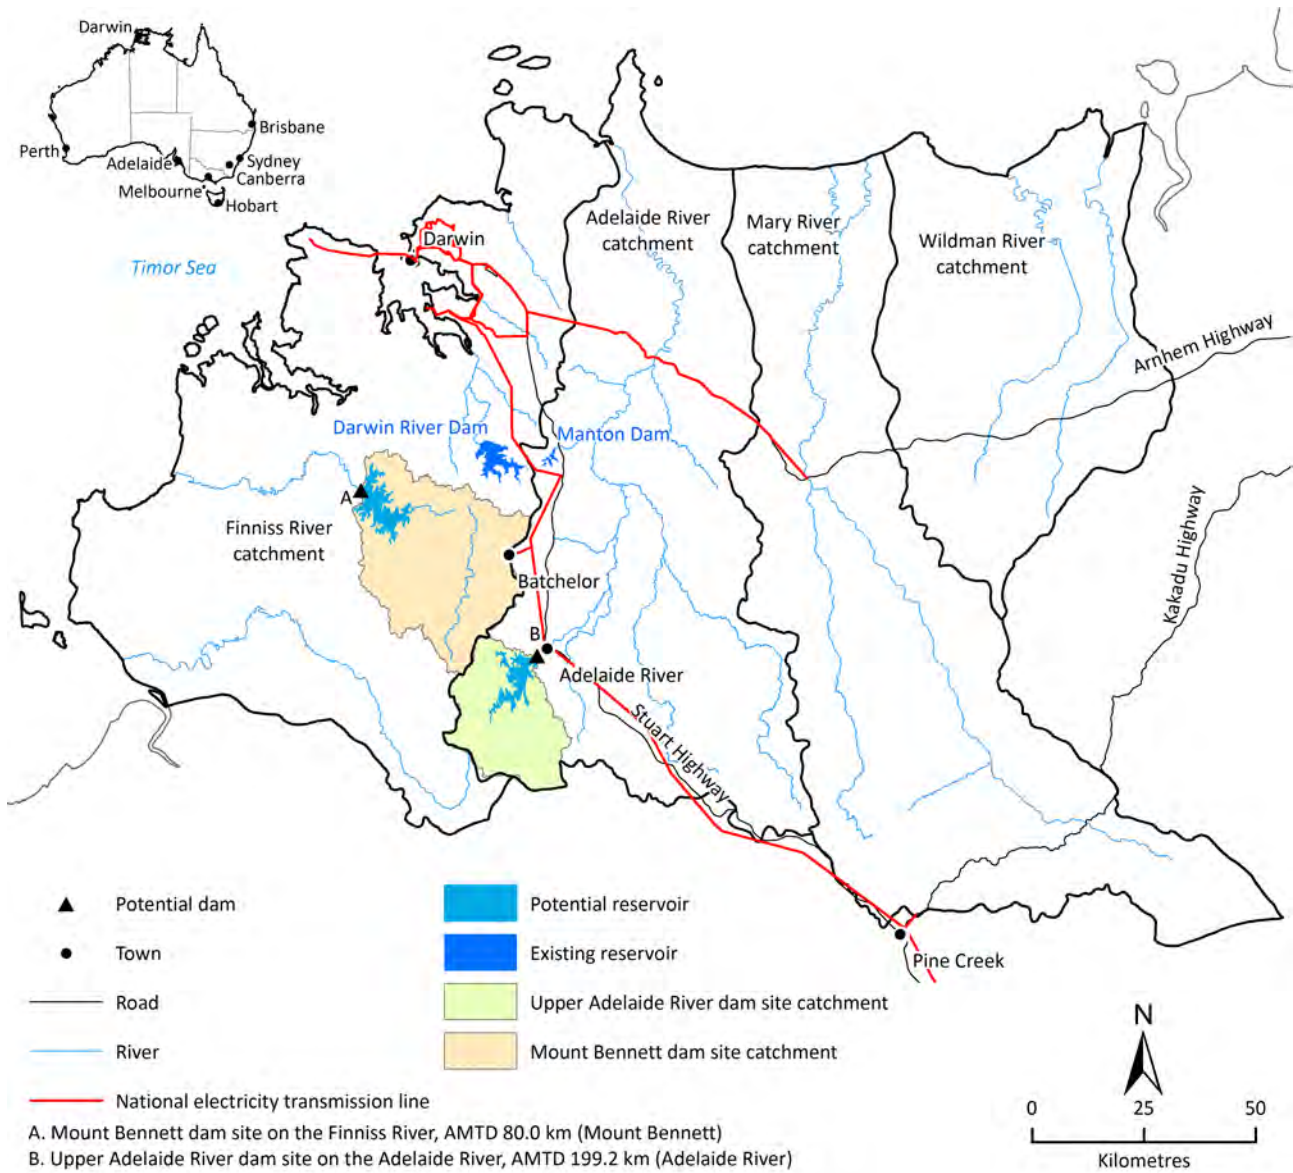 Darwin
Brisbane
Perth
Adelaide
Sydney
Canberra
Melbourne
Hobart
Timor Sea
Darwin
Adelaide River
catchment
Mary River
catchment
Wildman River
catchment
Arnhem Highway
Darwin River Dam
Manton Dam
A
Finniss River
catchment
Kakadu Highway
Batchelor
B
Adelaide River
Stuart Highway
Pine Creek
Potential dam
Town
Road
River
National electricity transmission line
Potential reservoir
Existing reservoir
Upper Adelaide River dam site catchment
Mount Bennett dam site catchment
N
0 25 50
Kilometres
A. Mount Bennett dam site on the Finniss River, AMTD 80.0 km (Mount Bennett)
B. Upper Adelaide River dam site on the Adelaide River, AMTD 199.2 km (Adelaide River)